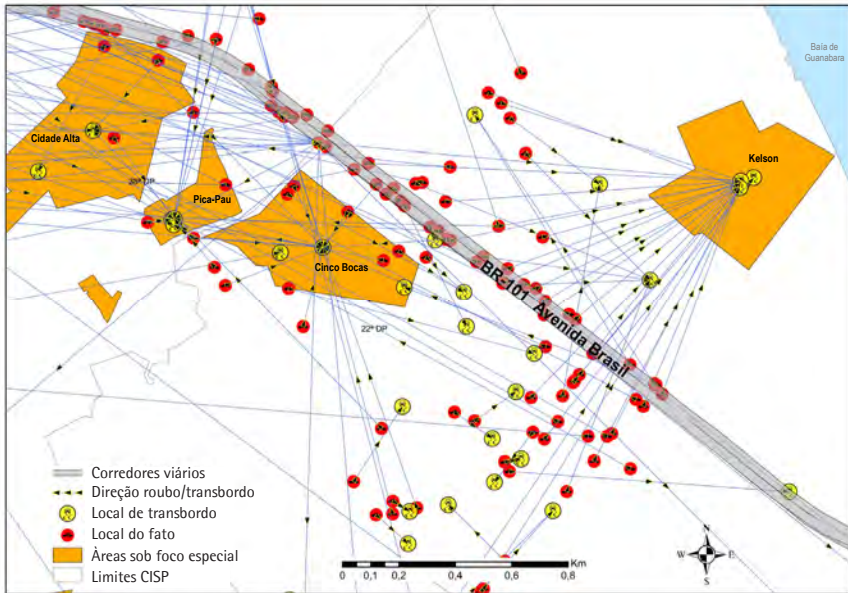 Baía de
Guanabara
Cidade Alta
Kelson
Pica-Pau
Cinco Bocas
BR-101 Avenida Brasil
22ª DP
Corredores viários
Direção roubo/transbordo
Local de transbordo
Local do fato
Àreas sob foco especial
Limites CISP
N
W
E
S
Km
0
0,1
0,2
0,4
0,6
0,8